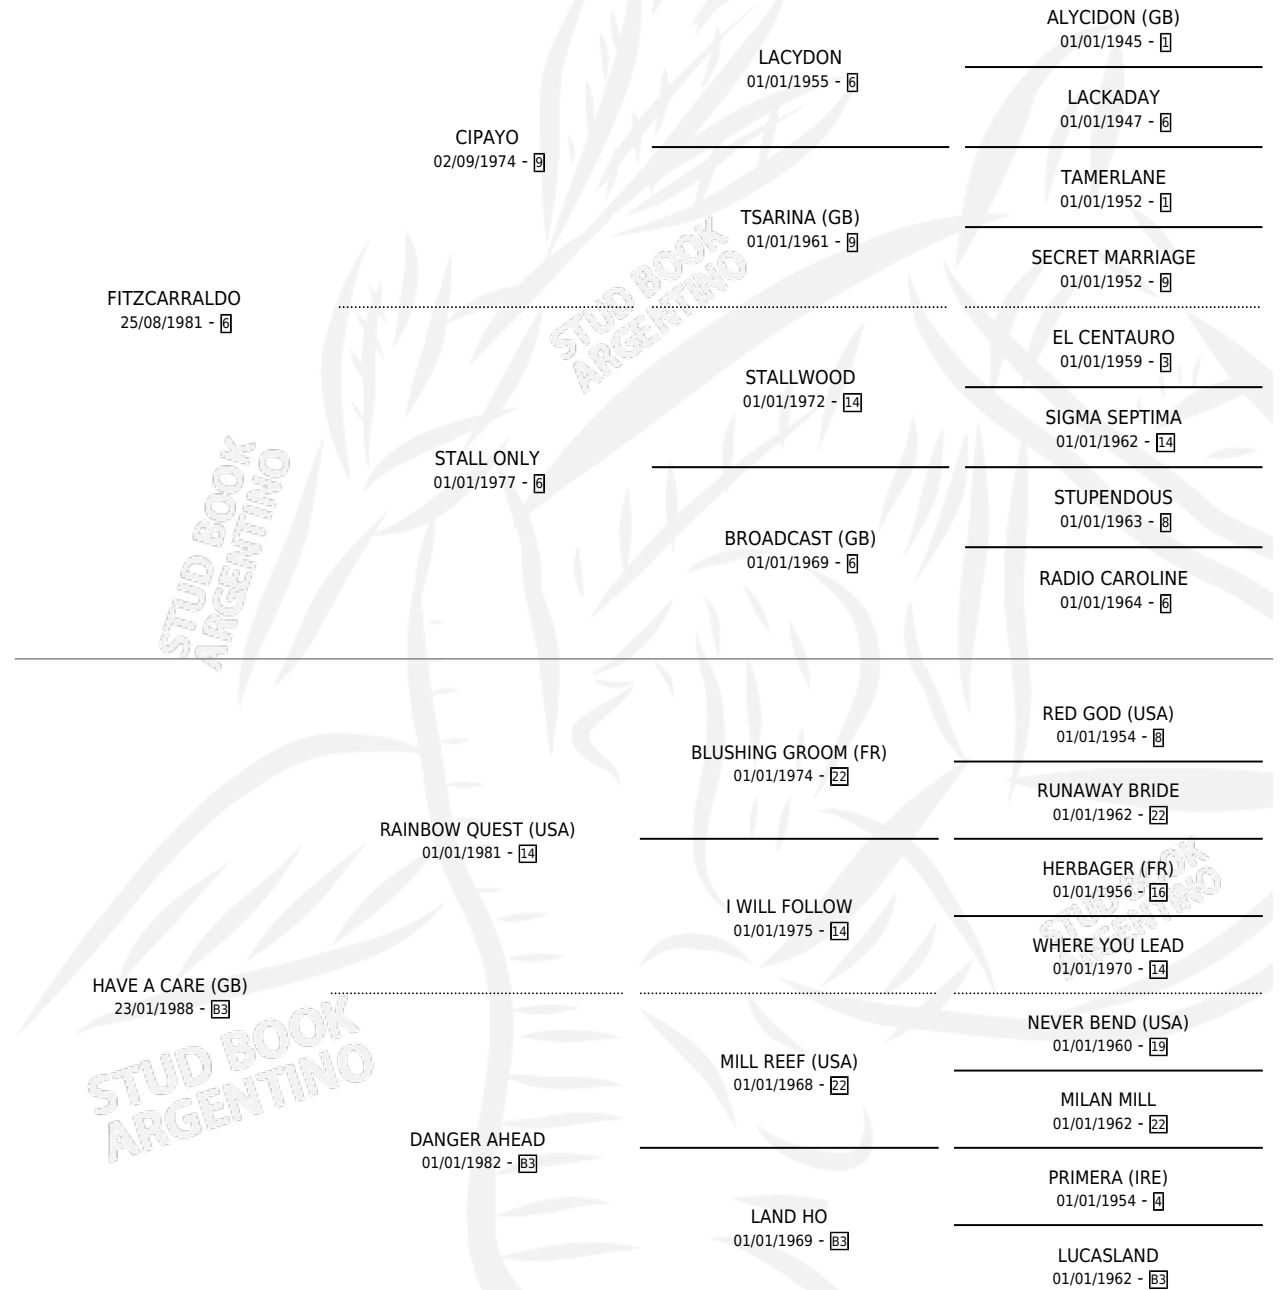 ALYCIDON (GB)
01/01/1945 - 1
LACYDON
01/01/1955 - 6
LACKADAY
01/01/1947 - 6
CIPAYO
02/09/1974 - 9
TAMERLANE
01/01/1952 - 1
TSARINA (GB)
01/01/1961 - 9
SECRET MARRIAGE
01/01/1952 - 9
FITZCARRALDO
25/08/1981 - 6
STUD BOOK
ARGENTINO
EL CENTAURO
01/01/1959 - 3
STALLWOOD
01/01/1972 - 14
SIGMA SEPTIMA
01/01/1962 - 14
STALL ONLY
01/01/1977 - 6
STUPENDOUS
01/01/1963 - 8
BROADCAST (GB)
01/01/1969 - 6
RADIO CAROLINE
01/01/1964 - 6
STUD BOOK
ARGENTINO
RED GOD (USA)
01/01/1954 - 8
BLUSHING GROOM (FR)
01/01/1974 - 22
RUNAWAY BRIDE
01/01/1962 - 22
RAINBOW QUEST (USA)
01/01/1981 - 14
HERBAGER (FR)
01/01/1956 - 16
I WILL FOLLOW
01/01/1975 - 14
STUD BOOK
ARGENTINO
WHERE YOU LEAD
01/01/1970 - 14
HAVE A CARE (GB)
23/01/1988 - B3
STUD BOOK
ARGENTINO
NEVER BEND (USA)
01/01/1960 - 19
MILL REEF (USA)
01/01/1968 - 22
MILAN MILL
01/01/1962 - 22
DANGER AHEAD
01/01/1982 - B3
PRIMERA (IRE)
01/01/1954 - 4
LAND HO
01/01/1969 - B3
LUCASLAND
01/01/1962 - B3